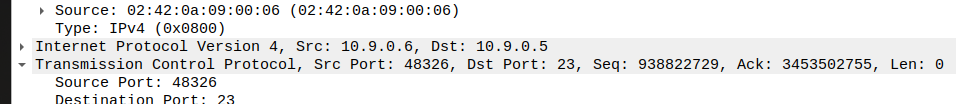 Source: 02:42:0a:09:00:06 (02:42:0a:09:00:06)
Type: IPv4 (0x0800)
Internet Protocol Version 4, Src: 10.9.0.6, Dst: 10.9.0.5
Transmission Control Protocol, Src Port: 48326, Dst Port: 23, Seq: 938822729, Ack: 3453502755, Len: 0
Source Port: 48326
Destination Port: 23